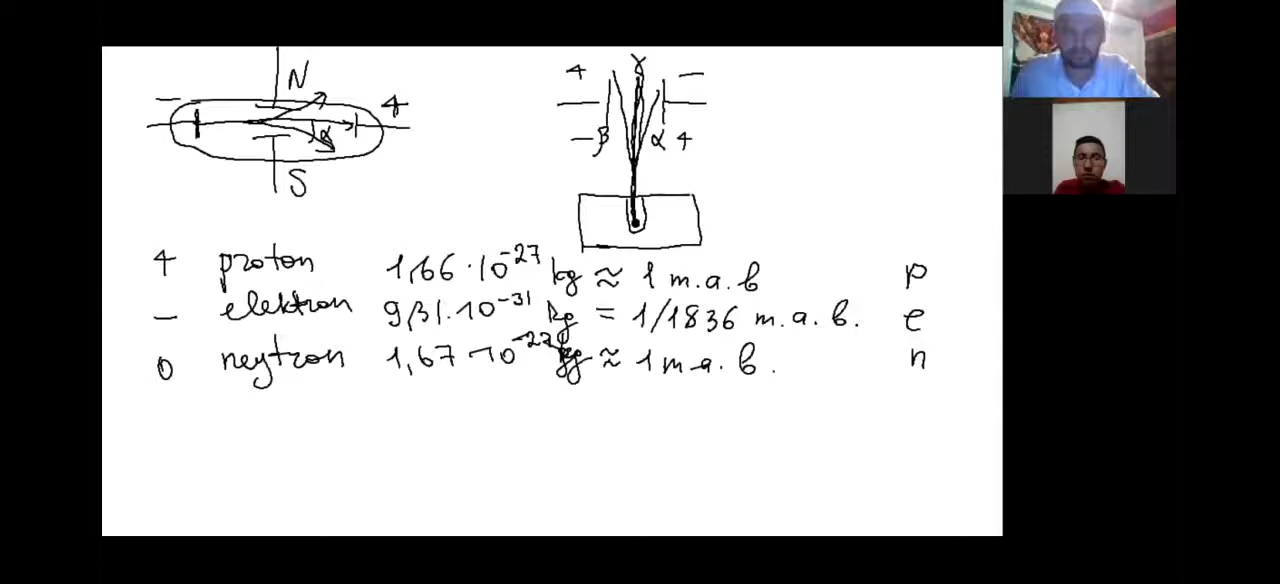 N
− +
α
S
γ
+ −
− β α +
+ proton 1,66·10⁻²⁷ kg ≈ 1 m.a.b p
− elektron 9,31·10⁻³¹ kg = 1/1836 m.a.b. e
0 neytron 1,67·10⁻²⁷ kg ≈ 1 m.a.b. n